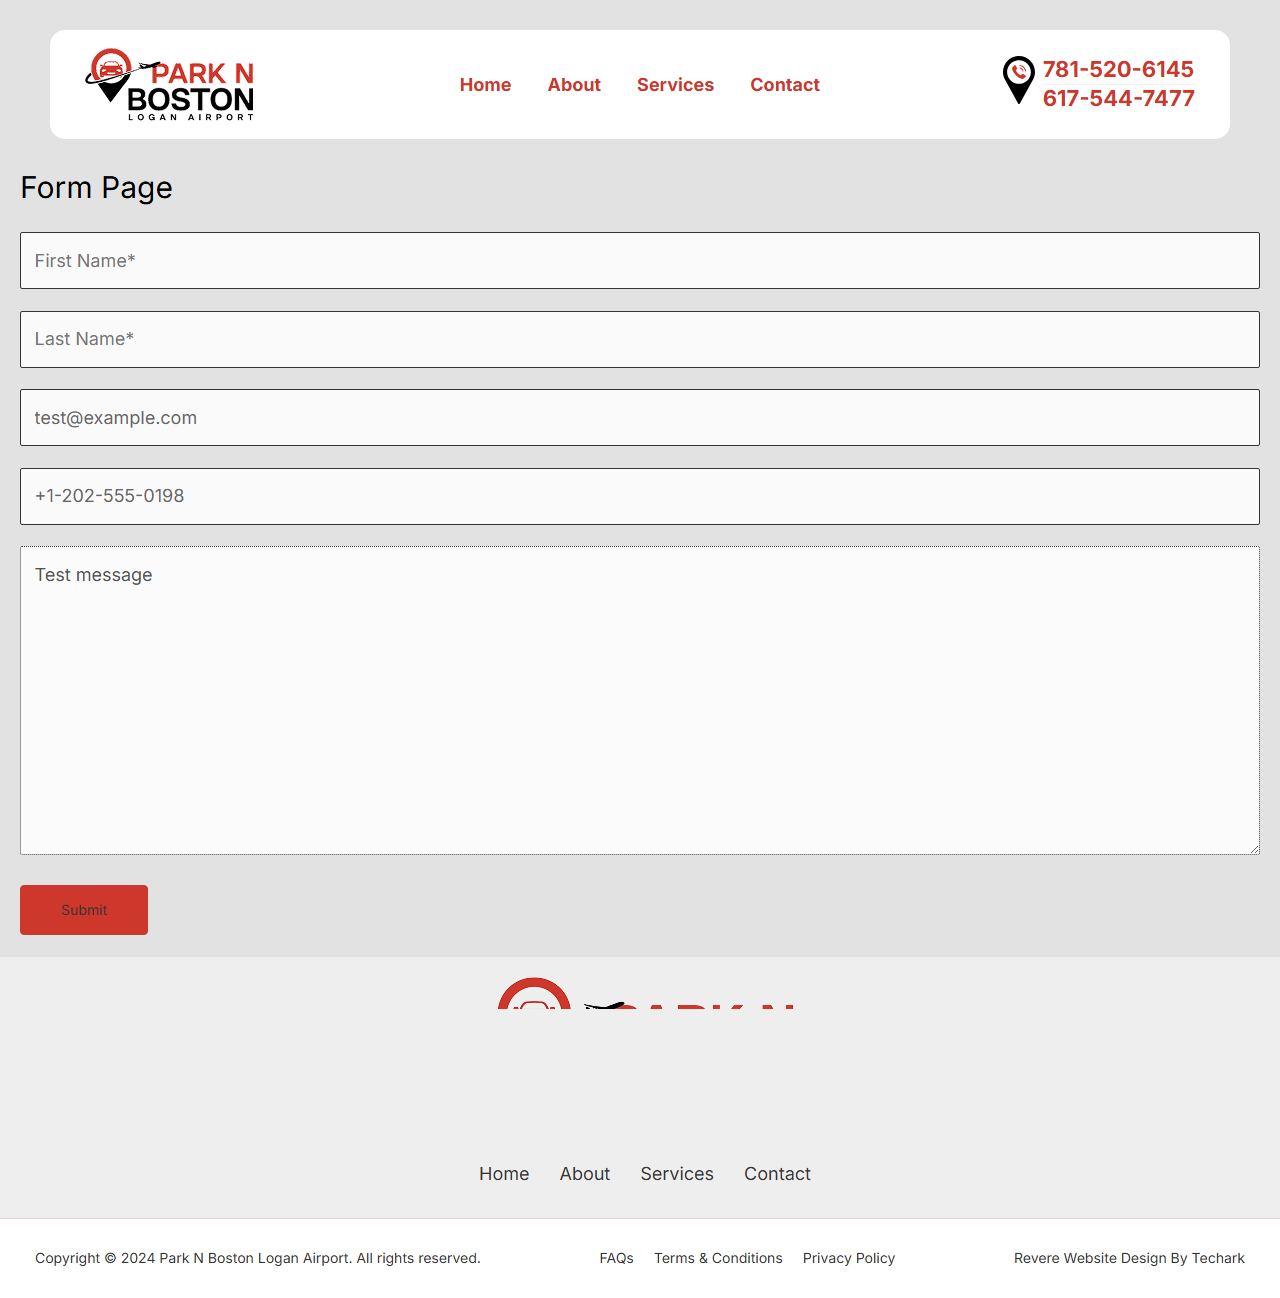 PARK N
BOSTON
LOGAN AIRPORT
Home About Services Contact
781-520-6145
617-544-7477
Form Page
First Name*
Last Name*
test@example.com
+1-202-555-0198
Test message
Submit
Home About Services Contact
Copyright © 2024 Park N Boston Logan Airport. All rights reserved.
FAQs Terms & Conditions Privacy Policy
Revere Website Design By Techark